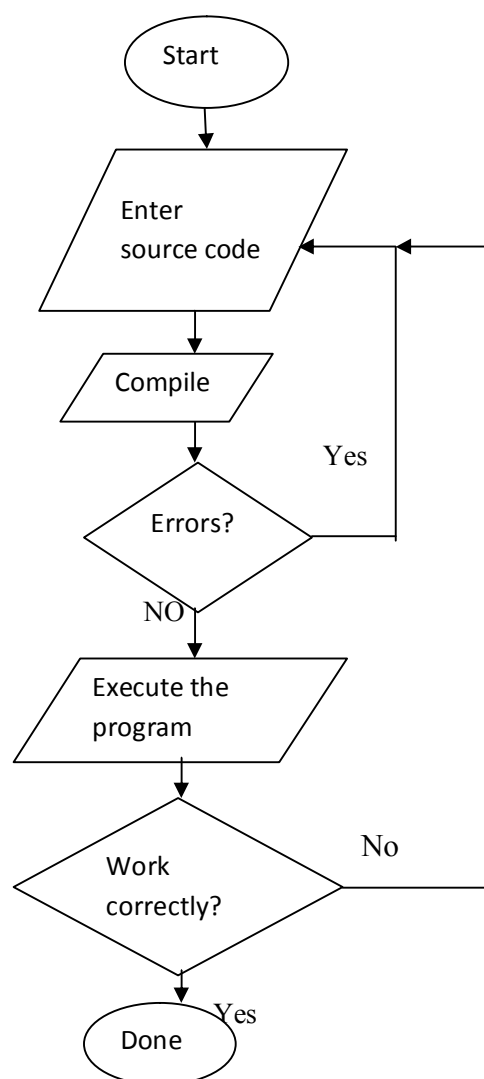 Start
Enter
source code
Compile
Yes
Errors?
NO
Execute the
program
No
Work
correctly?
Yes
Done